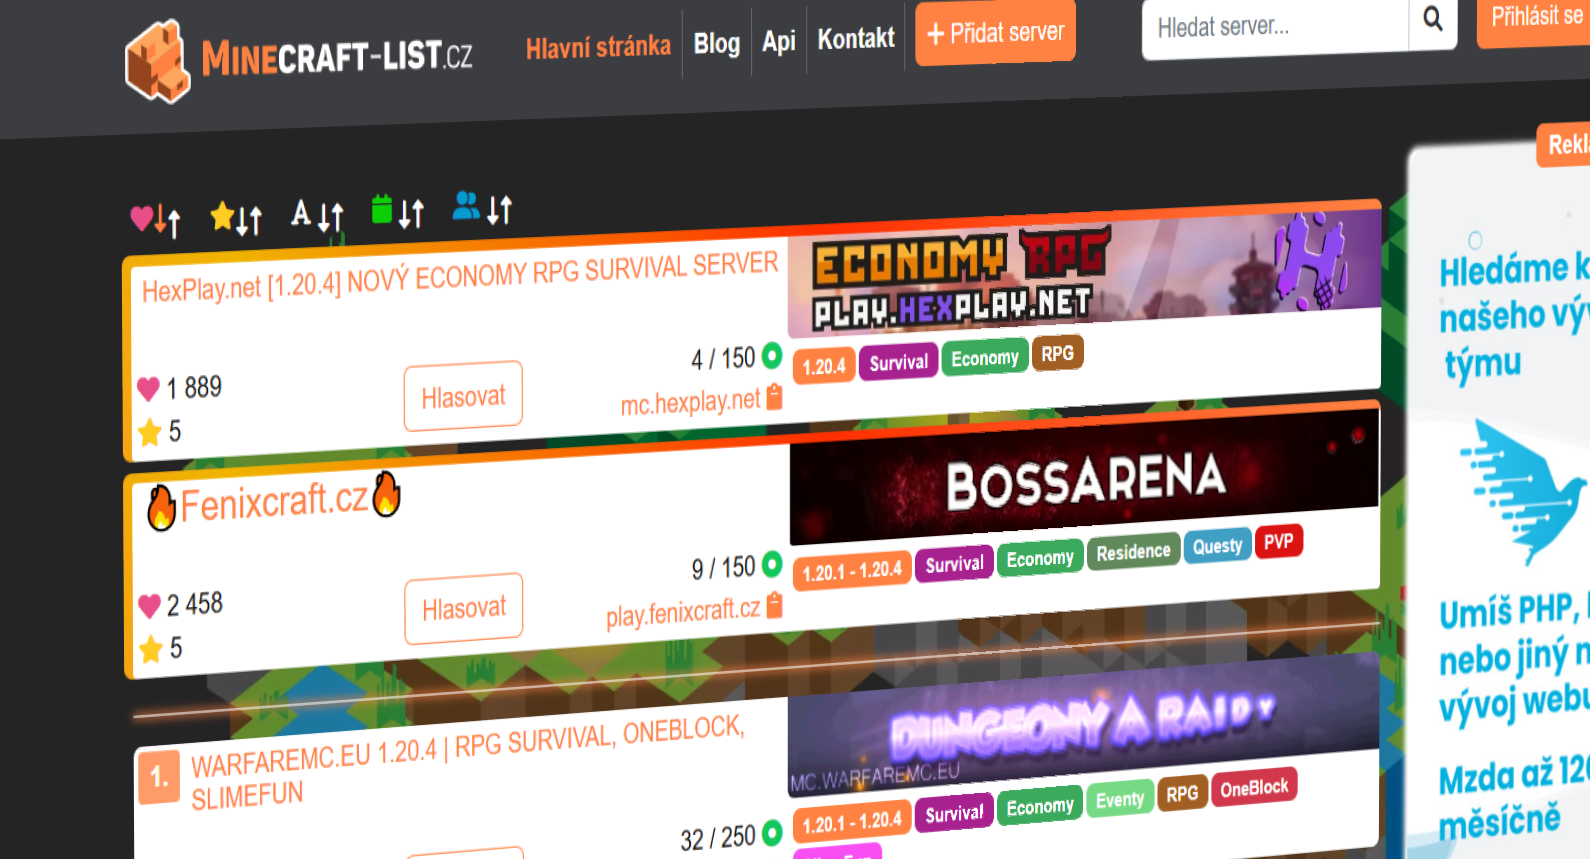 MINECRAFT-LIST.CZ
Hlavní stránka
Blog
Api
Kontakt
+ Přidat server
Hledat server...
Přihlásit se
HexPlay.net [1.20.4] NOVÝ ECONOMY RPG SURVIVAL SERVER
ECONOMY RPG
PLAY.HEXPLAY.NET
1 889
5
Hlasovat
4 / 150
mc.hexplay.net
1.20.4
Survival
Economy
RPG
🔥Fenixcraft.cz🔥
BOSSARENA
2 458
5
Hlasovat
9 / 150
play.fenixcraft.cz
1.20.1 - 1.20.4
Survival
Economy
Residence
Questy
PVP
1.
WARFAREMC.EU 1.20.4 | RPG SURVIVAL, ONEBLOCK,
SLIMEFUN
DUNGEONY A RAIDY
MC.WARFAREMC.EU
32 / 250
1.20.1 - 1.20.4
Survival
Economy
Eventy
RPG
OneBlock
Hledáme
našeho
týmu
Umíš PHP,
nebo jiný
vývoj webu
Mzda až
měsíčně